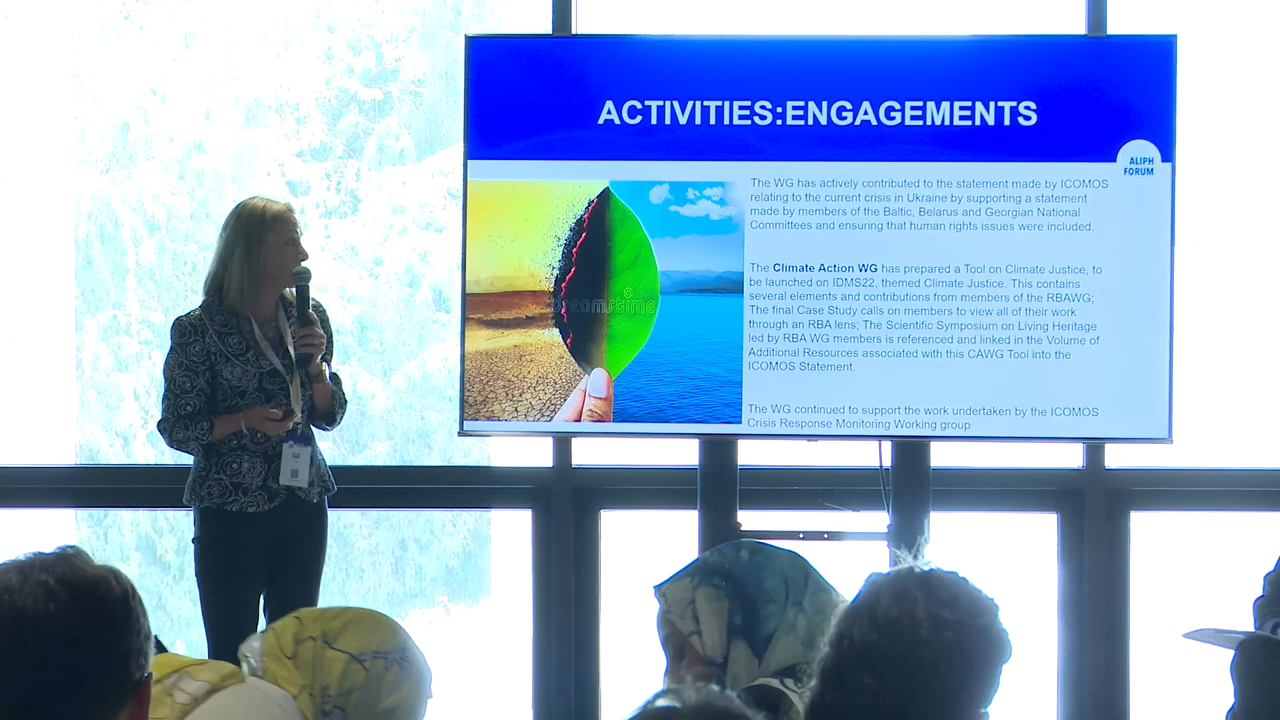 ACTIVITIES:ENGAGEMENTS
ALIPH
FORUM
The WG has actively contributed to the statement made by ICOMOS
relating to the current crisis in Ukraine by supporting a statement
made by members of the Baltic, Belarus and Georgian National
Committees and ensuring that human rights issues were included.
The Climate Action WG has prepared a Tool on Climate Justice, to
be launched on IDMS22, themed Climate Justice. This contains
several elements and contributions from members of the RBAWG;
The final Case Study calls on members to view all of their work
through an RBA lens; The Scientific Symposium on Living Heritage
led by RBA WG members is referenced and linked in the Volume of
Additional Resources associated with this CAWG Tool into the
ICOMOS Statement.
The WG continued to support the work undertaken by the ICOMOS
Crisis Response Monitoring Working group
dreamstime